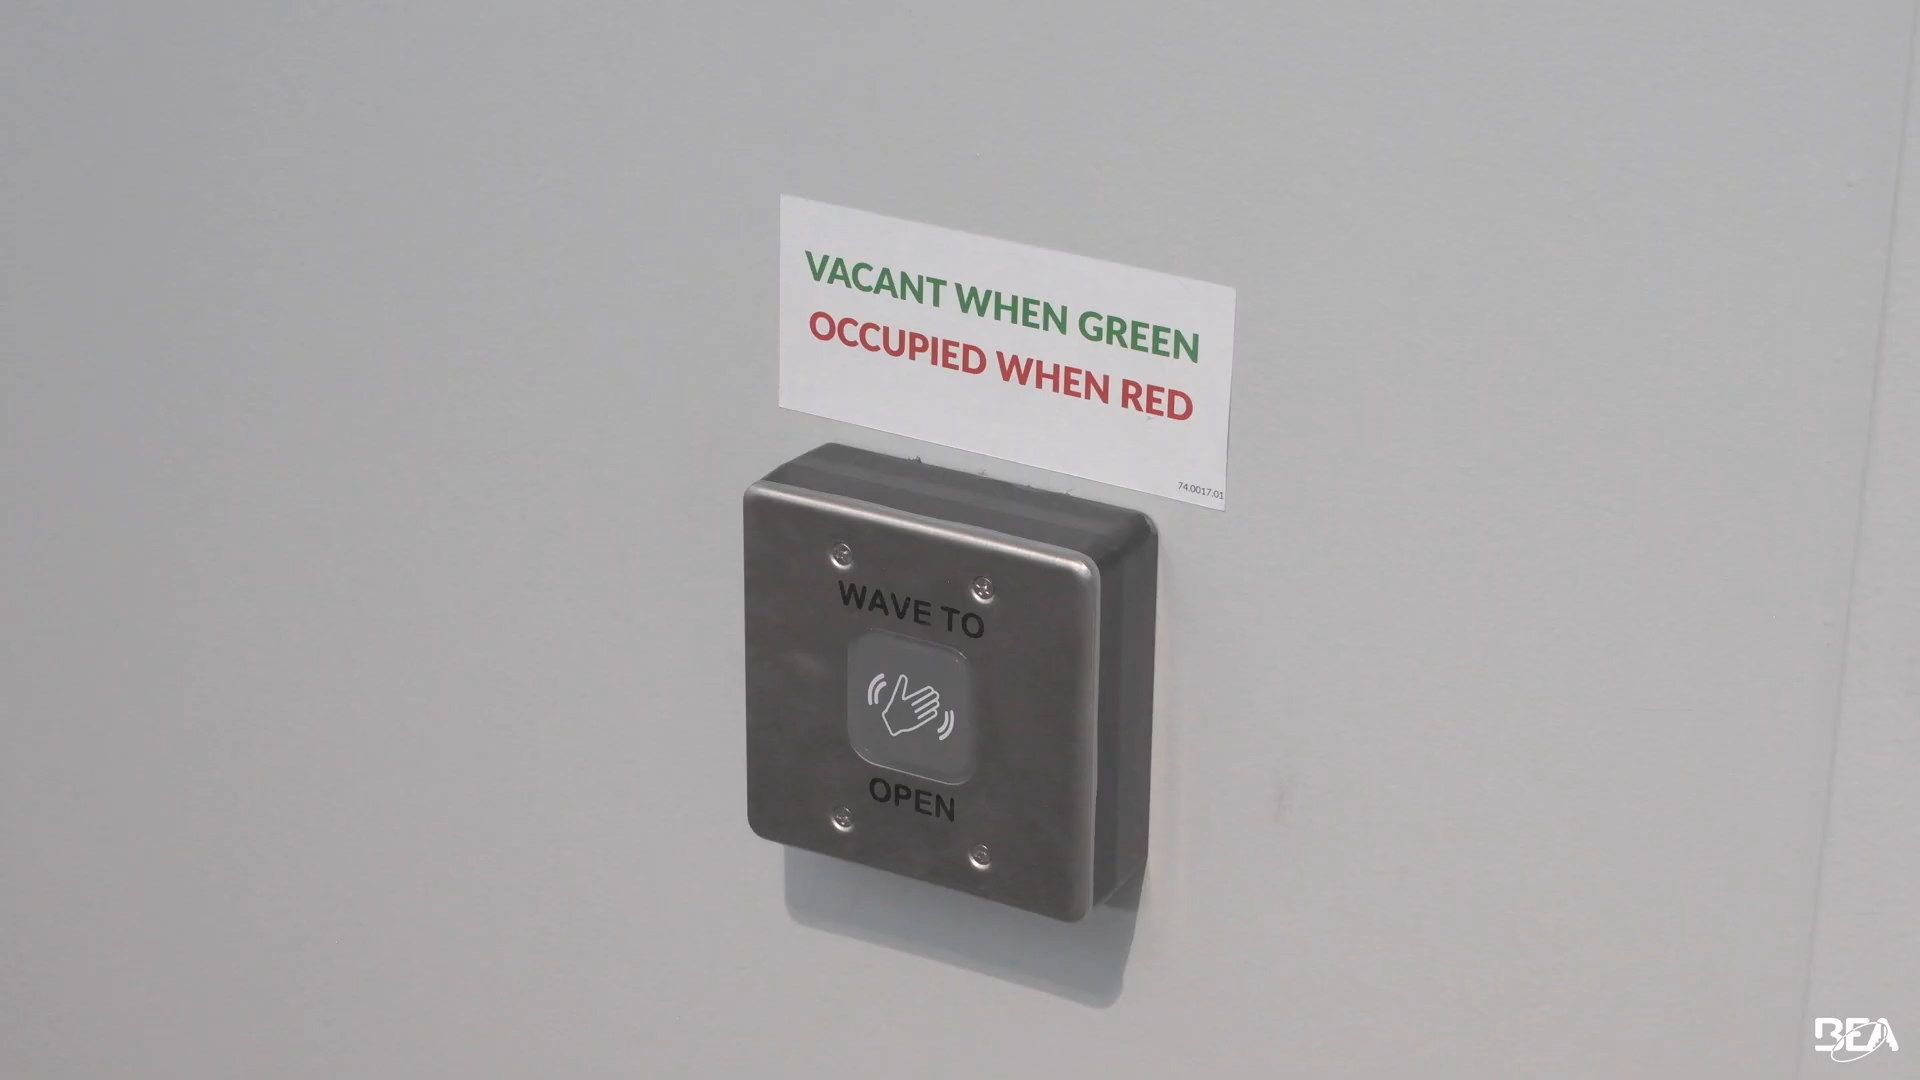 VACANT WHEN GREEN
OCCUPIED WHEN RED
74.0017.01
WAVE TO
OPEN
BEA